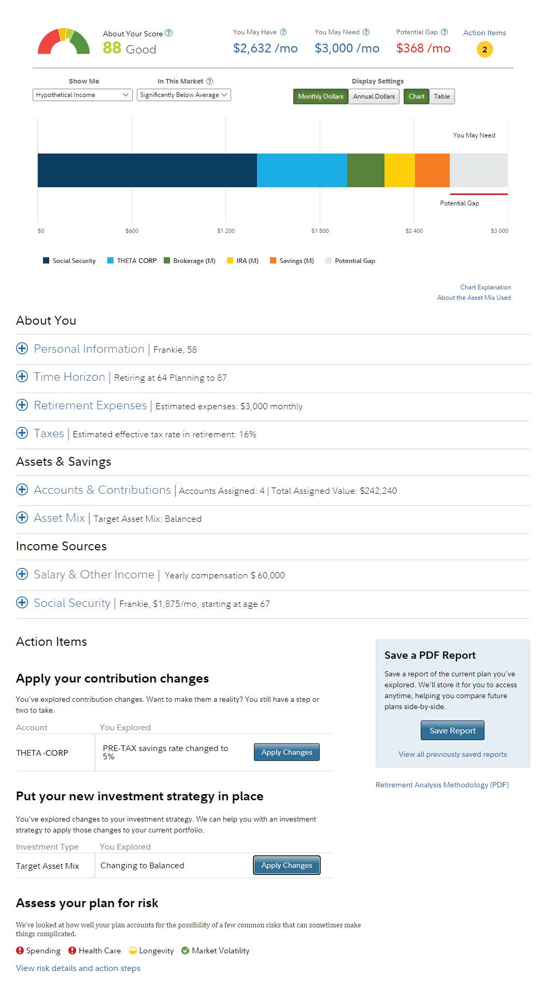 About Your Score ?
88 Good
You May Have ?
$2,632 /mo
You May Need ?
$3,000 /mo
Potential Gap ?
$368 /mo
Action Items
2
Show Me
Hypothetical Income
In This Market ?
Significantly Below Average
Display Settings
Monthly Dollars Annual Dollars Chart Table
You May Need
Potential Gap
$0 $600 $1 200 $1 800 $2 400 $3 000
Social Security THETA CORP Brokerage (M) IRA (M) Savings (M) Potential Gap
Chart Explanation
About the Asset Mix Used
About You
Personal Information | Frankie, 58
Time Horizon | Retiring at 64 Planning to 87
Retirement Expenses | Estimated expenses: $3,000 monthly
Taxes | Estimated effective tax rate in retirement: 16%
Assets & Savings
Accounts & Contributions | Accounts Assigned: 4 | Total Assigned Value: $242,240
Asset Mix | Target Asset Mix: Balanced
Income Sources
Salary & Other Income | Yearly compensation $ 60,000
Social Security | Frankie, $1,875/mo, starting at age 67
Action Items
Apply your contribution changes
You've explored contribution changes. Want to make them a reality? You still have a step or
two to take.
Account You Explored
THETA CORP
PRE-TAX savings rate changed to
5%
Apply Changes
Put your new investment strategy in place
You've explored changes to your investment strategy. We can help you with an investment
strategy to apply those changes to your current portfolio.
Investment Type You Explored
Target Asset Mix Changing to Balanced Apply Changes
Assess your plan for risk
We've looked at how well your plan accounts for the possibility of a few common risks that can sometimes make
things complicated.
Spending Health Care Longevity Market Volatility
View risk details and action steps
Save a PDF Report
Save a report of the current plan you've
explored. We'll store it for you to access
anytime, helping you compare future
plans side-by-side.
Save Report
View all previously saved reports
Retirement Analysis Methodology (PDF)